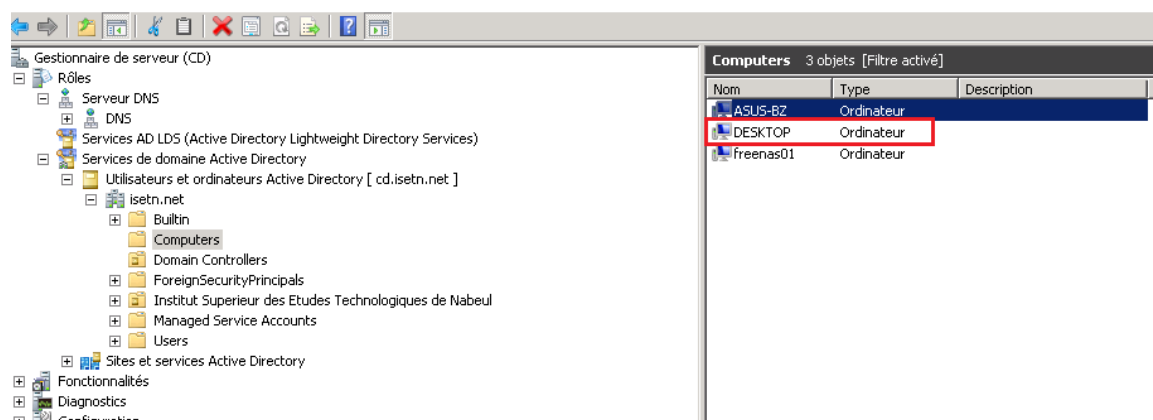 Gestionnaire de serveur (CD)
Rôles
Serveur DNS
DNS
Services AD LDS (Active Directory Lightweight Directory Services)
Services de domaine Active Directory
Utilisateurs et ordinateurs Active Directory [ cd.isetn.net ]
isetn.net
Builtin
Computers
Domain Controllers
ForeignSecurityPrincipals
Institut Superieur des Etudes Technologiques de Nabeul
Managed Service Accounts
Users
Sites et services Active Directory
Fonctionnalités
Diagnostics
Configuration
Computers 3 objets [Filtre activé]
Nom Type Description
ASUS-BZ Ordinateur
DESKTOP Ordinateur
freenas01 Ordinateur